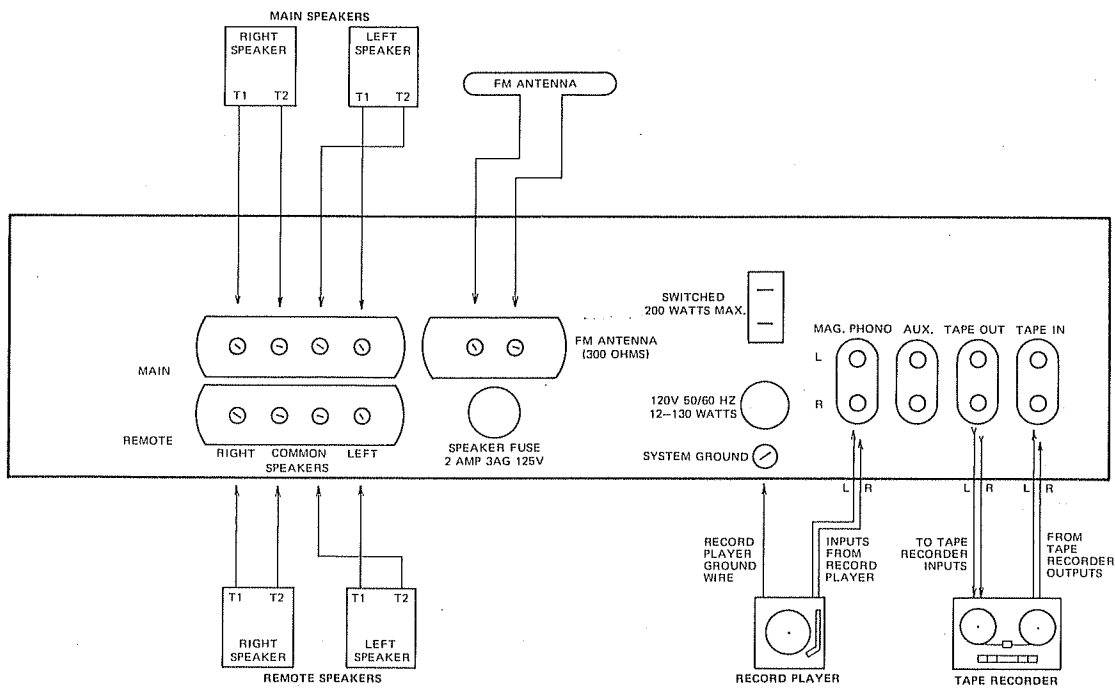 MAIN SPEAKERS
RIGHT
SPEAKER
T1 T2
LEFT
SPEAKER
T1 T2
FM ANTENNA
SWITCHED
200 WATTS MAX.
MAG. PHONO AUX. TAPE OUT TAPE IN
L
R
MAIN
FM ANTENNA
(300 OHMS)
120V 50/60 HZ
12–130 WATTS
REMOTE
RIGHT COMMON LEFT
SPEAKERS
SPEAKER FUSE
2 AMP 3AG 125V
SYSTEM GROUND
L R
L R
L R
T1 T2
RIGHT
SPEAKER
T1 T2
LEFT
SPEAKER
REMOTE SPEAKERS
RECORD
PLAYER
GROUND
WIRE
INPUTS
FROM
RECORD
PLAYER
TO TAPE
RECORDER
INPUTS
FROM
TAPE
RECORDER
OUTPUTS
RECORD PLAYER
TAPE RECORDER